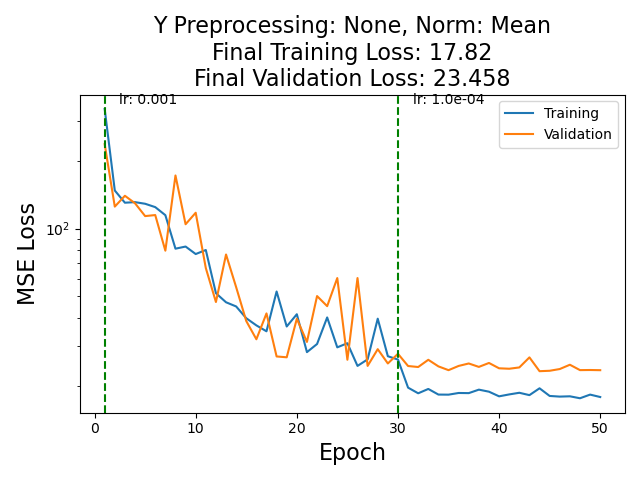 Y Preprocessing: None, Norm: Mean
Final Training Loss: 17.82
Final Validation Loss: 23.458
lr: 0.001
lr: 1.0e-04
Training
Validation
10²
MSE Loss
0
10
20
30
40
50
Epoch